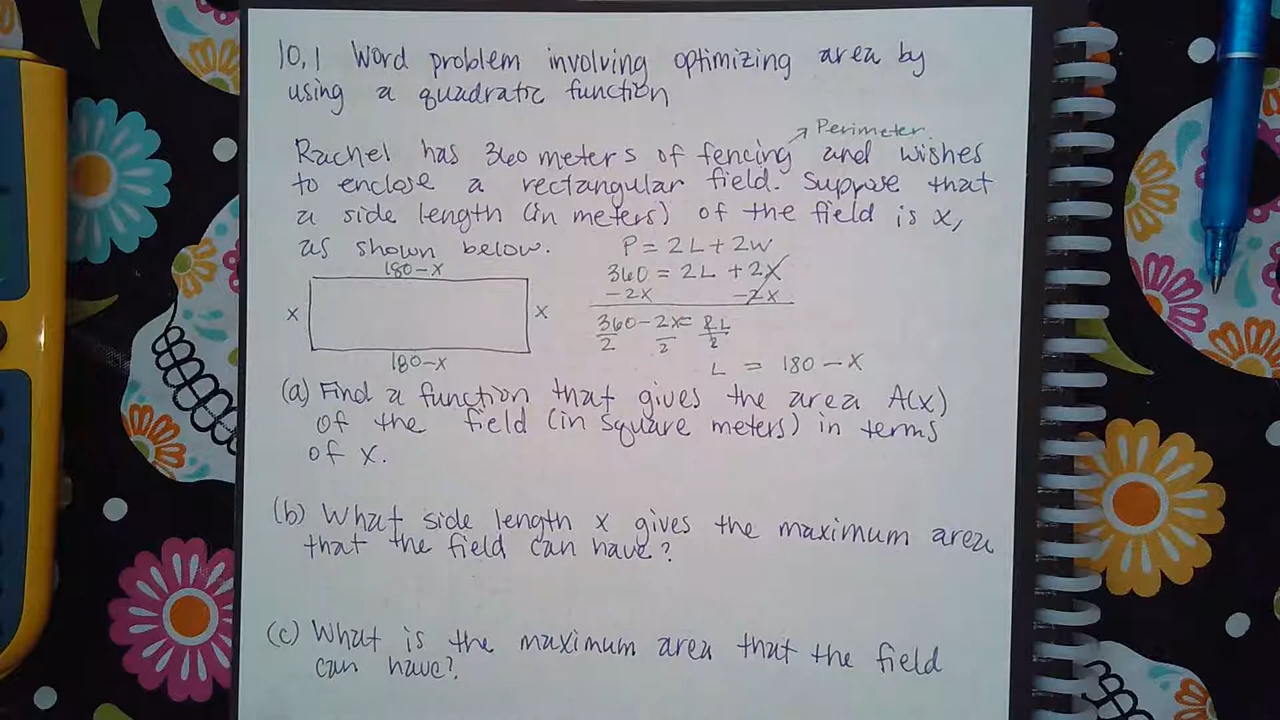 10.1 Word problem involving optimizing area by
using a quadratic function
↗ Perimeter.
Rachel has 360 meters of fencing and wishes
to enclose a rectangular field. Suppose that
a side length (in meters) of the field is x,
as shown below.
P = 2L + 2W
360 = 2L + 2X
-2X -2X
360 - 2X = 2L
2 2 2
L = 180 - X
180-X
X X
180-X
(a) Find a function that gives the area A(x)
of the field (in square meters) in terms
of x.
(b) What side length x gives the maximum area
that the field can have?
(c) What is the maximum area that the field
can have?